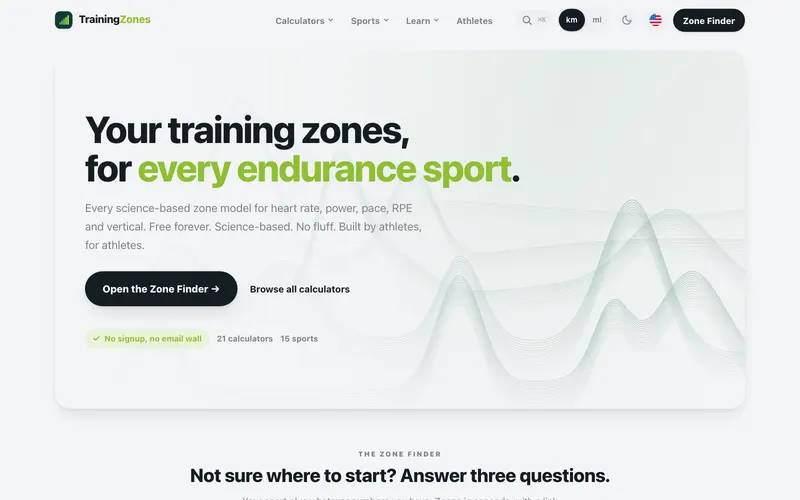 TrainingZones
Calculators Sports Learn Athletes ⌘K km mi Zone Finder
Your training zones,
for every endurance sport.
Every science-based zone model for heart rate, power, pace, RPE
and vertical. Free forever. Science-based. No fluff. Built by athletes,
for athletes.
Open the Zone Finder → Browse all calculators
No signup, no email wall 21 calculators 15 sports
THE ZONE FINDER
Not sure where to start? Answer three questions.